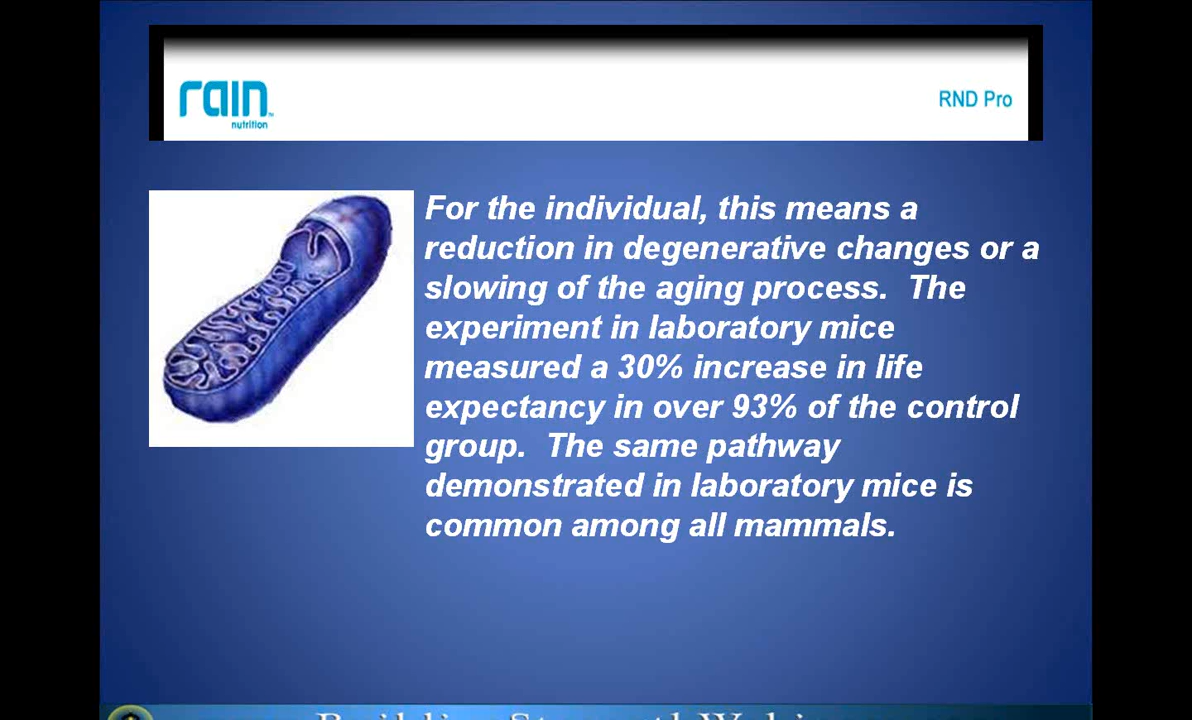 rain
nutrition
RND Pro
For the individual, this means a
reduction in degenerative changes or a
slowing of the aging process.  The
experiment in laboratory mice
measured a 30% increase in life
expectancy in over 93% of the control
group.  The same pathway
demonstrated in laboratory mice is
common among all mammals.